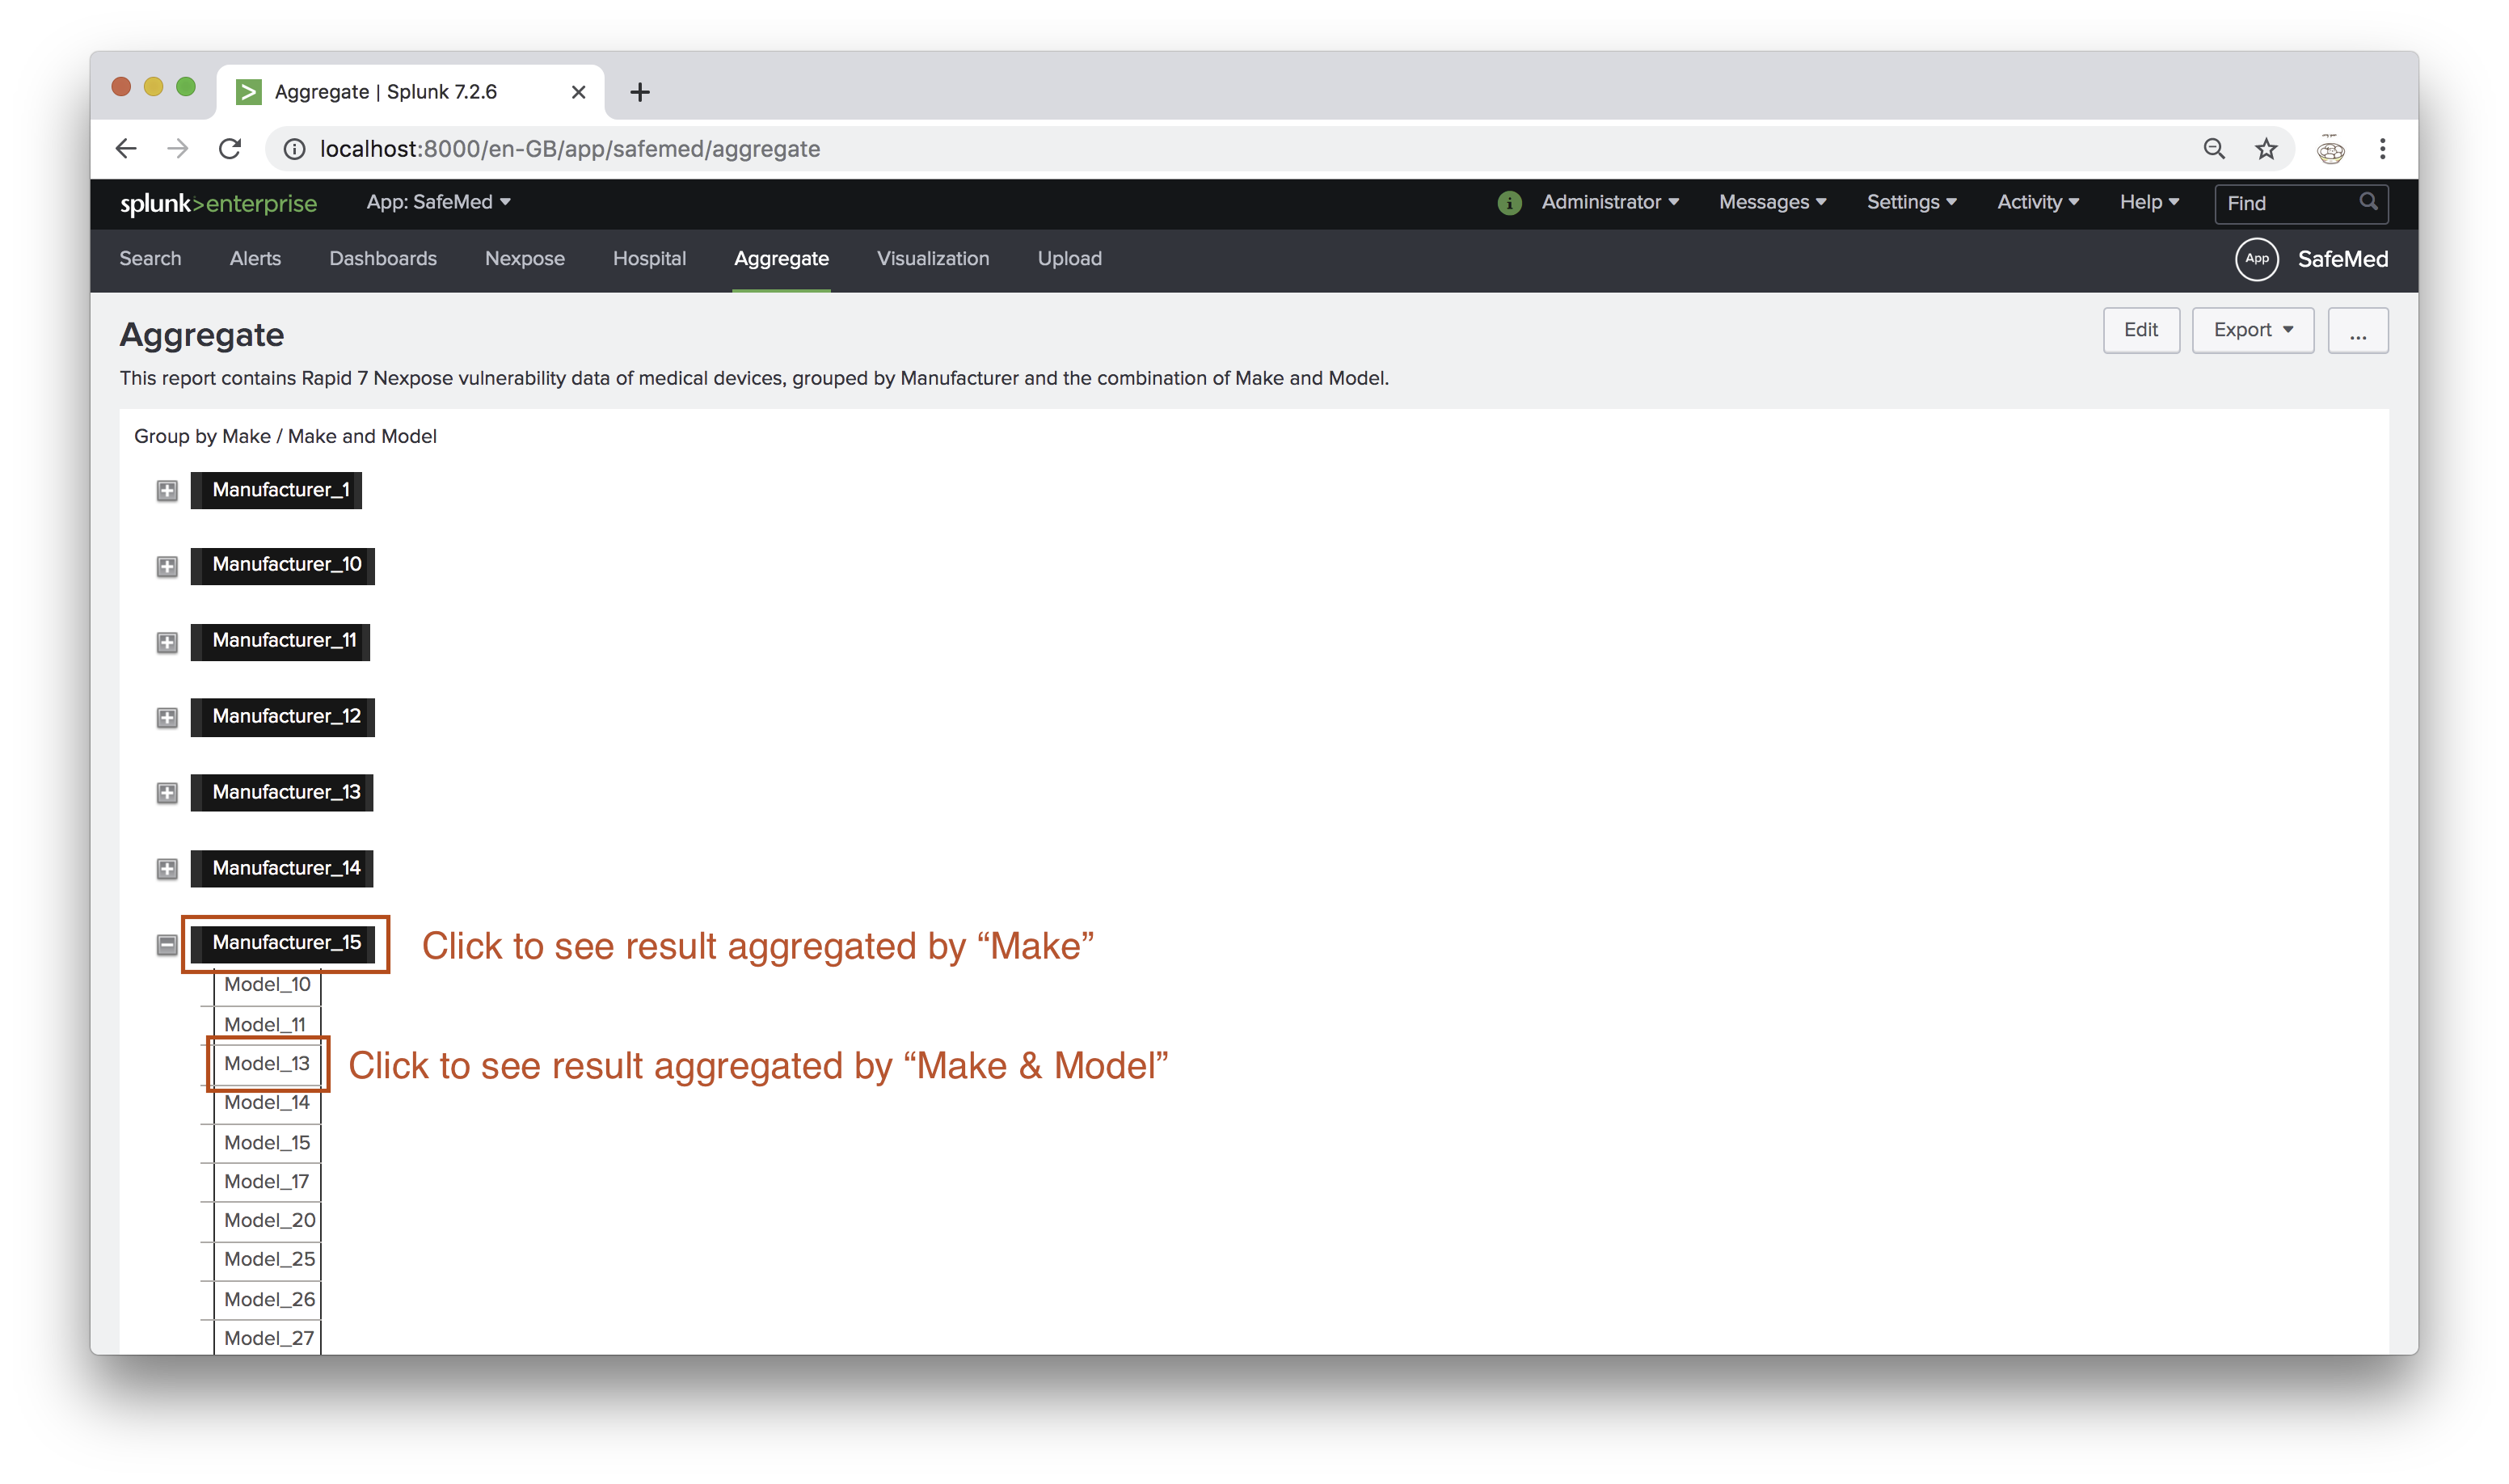 Aggregate | Splunk 7.2.6
localhost:8000/en-GB/app/safemed/aggregate
splunk>enterprise App: SafeMed i Administrator Messages Settings Activity Help Find
Search Alerts Dashboards Nexpose Hospital Aggregate Visualization Upload App SafeMed
Aggregate Edit Export ...
This report contains Rapid 7 Nexpose vulnerability data of medical devices, grouped by Manufacturer and the combination of Make and Model.
Group by Make / Make and Model
Manufacturer_1
Manufacturer_10
Manufacturer_11
Manufacturer_12
Manufacturer_13
Manufacturer_14
Manufacturer_15 Click to see result aggregated by “Make”
Model_10
Model_11
Model_13 Click to see result aggregated by “Make & Model”
Model_14
Model_15
Model_17
Model_20
Model_25
Model_26
Model_27